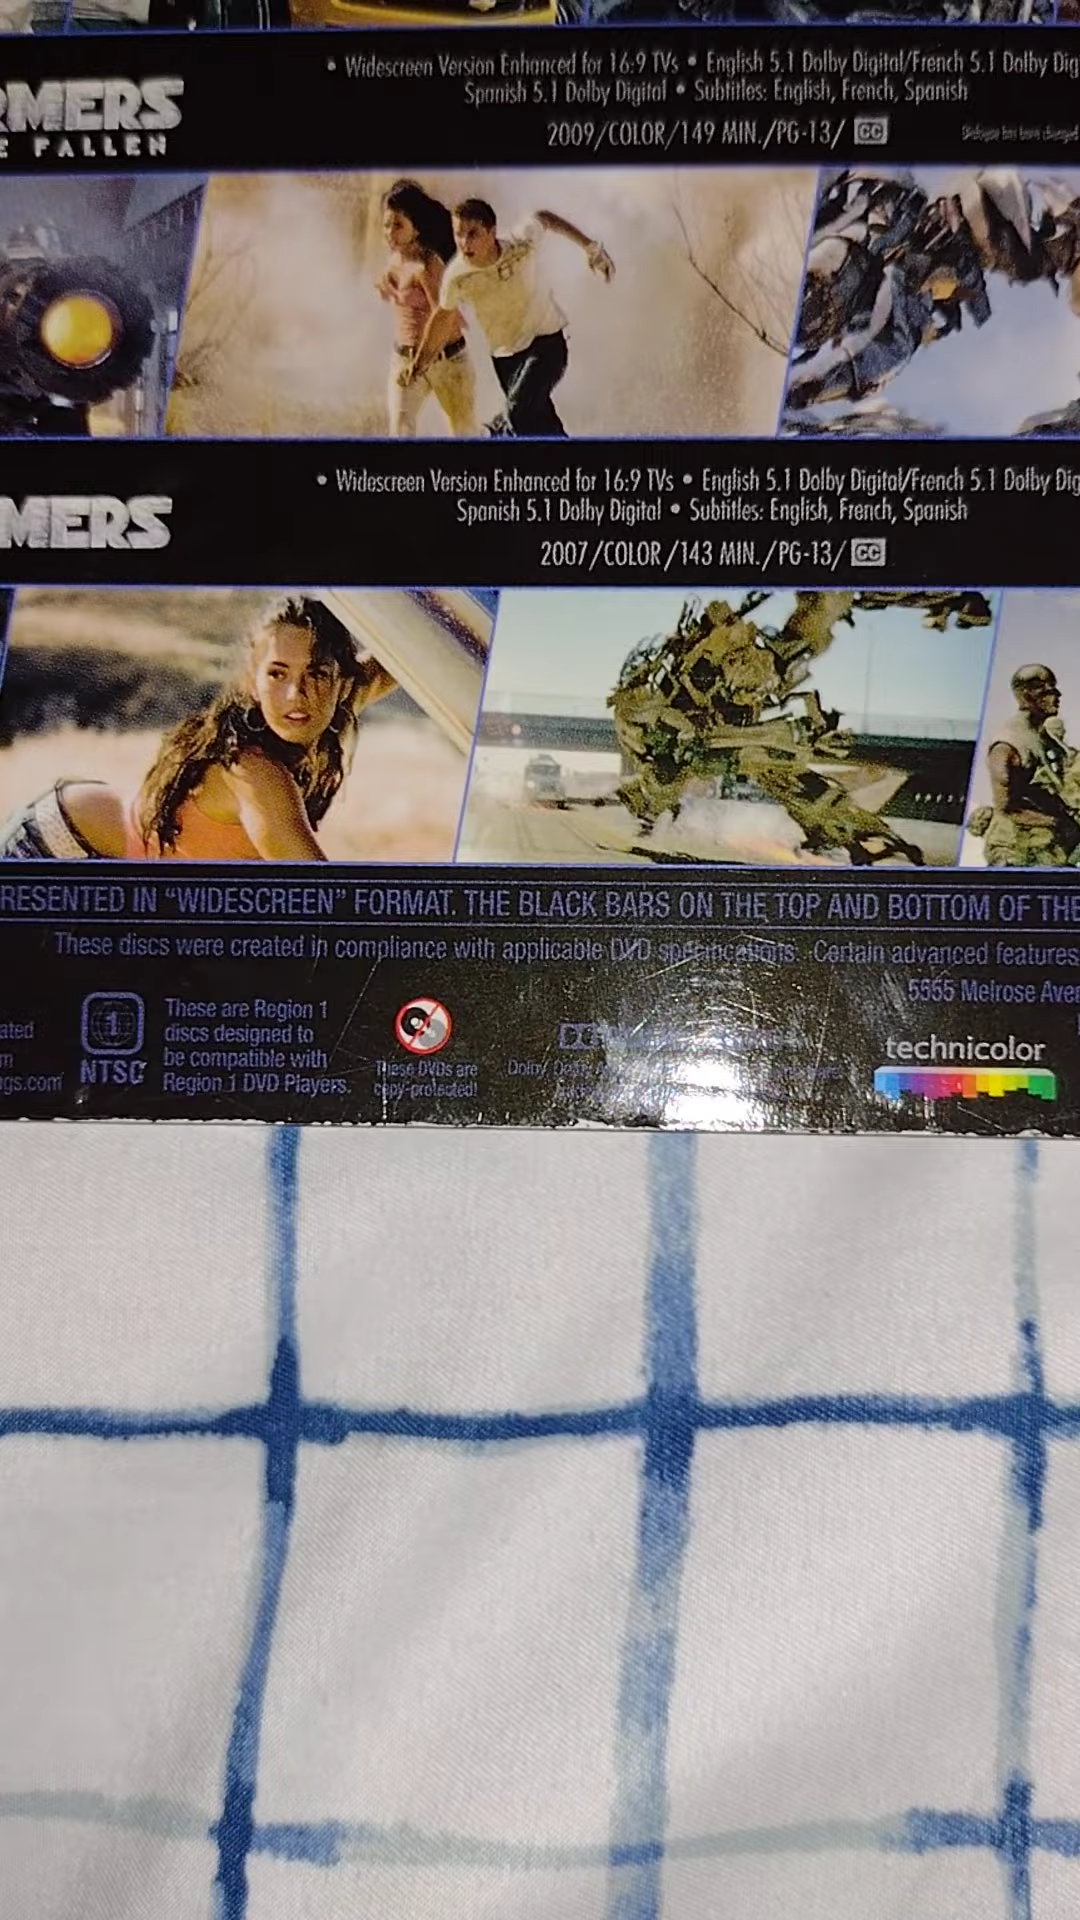 • Widescreen Version Enhanced for 16:9 TVs • English 5.1 Dolby Digital/French 5.1 Dolby Dig
Spanish 5.1 Dolby Digital • Subtitles: English, French, Spanish
RMERS
E FALLEN
2009/COLOR/149 MIN./PG-13/ CC
• Widescreen Version Enhanced for 16:9 TVs • English 5.1 Dolby Digital/French 5.1 Dolby Dig
Spanish 5.1 Dolby Digital • Subtitles: English, French, Spanish
MERS
2007/COLOR/143 MIN./PG-13/ CC
RESENTED IN "WIDESCREEN" FORMAT. THE BLACK BARS ON THE TOP AND BOTTOM OF THE
These discs were created in compliance with applicable DVD specifications. Certain advanced features
5555 Melrose Aven
ated
m
gs.com
1
NTSC
These are Region 1
discs designed to
be compatible with
Region 1 DVD Players.
These DVDs are
copy-protected!
Dolby
technicolor